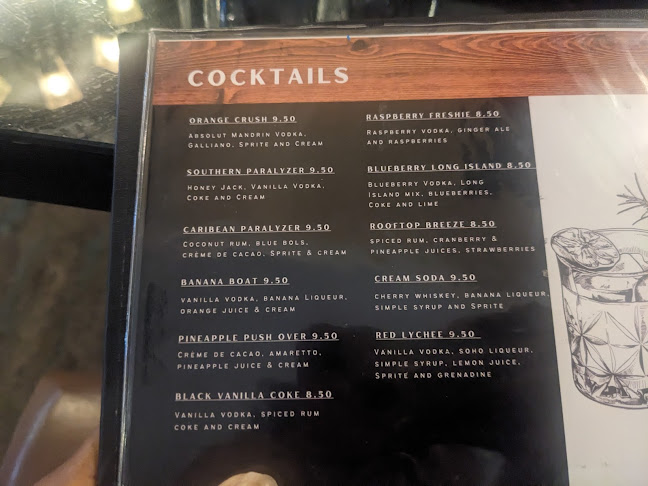 COCKTAILS
ORANGE CRUSH 9.50
ABSOLUT MANDRIN VODKA,
GALLIANO, SPRITE AND CREAM
SOUTHERN PARALYZER 9.50
HONEY JACK, VANILLA VODKA,
COKE AND CREAM
CARIBEAN PARALYZER 9.50
COCONUT RUM, BLUE BOLS,
CRÈME DE CACAO, SPRITE & CREAM
BANANA BOAT 9.50
VANILLA VODKA, BANANA LIQUEUR,
ORANGE JUICE & CREAM
PINEAPPLE PUSH OVER 9.50
CRÈME DE CACAO, AMARETTO,
PINEAPPLE JUICE & CREAM
BLACK VANILLA COKE 8.50
VANILLA VODKA, SPICED RUM
COKE AND CREAM
RASPBERRY FRESHIE 8.50
RASPBERRY VODKA, GINGER ALE
AND RASPBERRIES
BLUEBERRY LONG ISLAND 8.50
BLUEBERRY VODKA, LONG
ISLAND MIX, BLUEBERRIES,
COKE AND LIME
ROOFTOP BREEZE 8.50
SPICED RUM, CRANBERRY &
PINEAPPLE JUICES, STRAWBERRIES
CREAM SODA 9.50
CHERRY WHISKEY, BANANA LIQUEUR,
SIMPLE SYRUP AND SPRITE
RED LYCHEE 9.50
VANILLA VODKA, SOHO LIQUEUR,
SIMPLE SYRUP, LEMON JUICE,
SPRITE AND GRENADINE